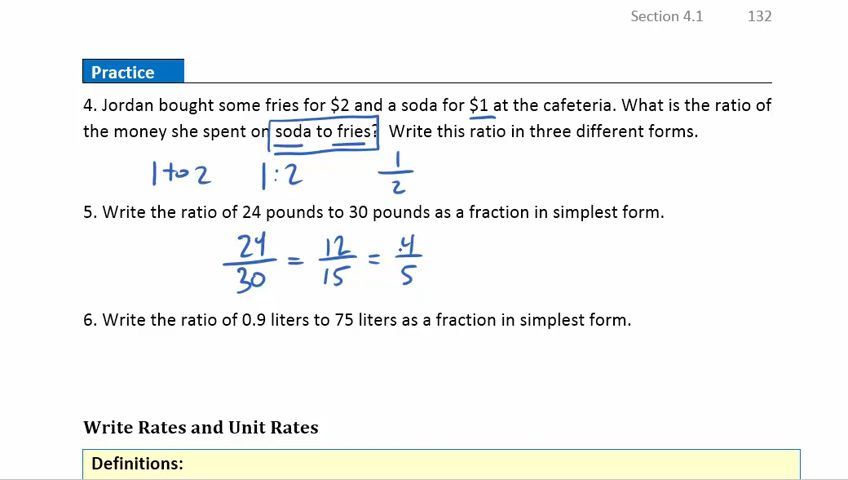 Section 4.1 132
Practice
4. Jordan bought some fries for $2 and a soda for $1 at the cafeteria. What is the ratio of
the money she spent on soda to fries? Write this ratio in three different forms.
1 to 2 1:2 1/2
5. Write the ratio of 24 pounds to 30 pounds as a fraction in simplest form.
24/30 = 12/15 = 4/5
6. Write the ratio of 0.9 liters to 75 liters as a fraction in simplest form.
Write Rates and Unit Rates
Definitions: